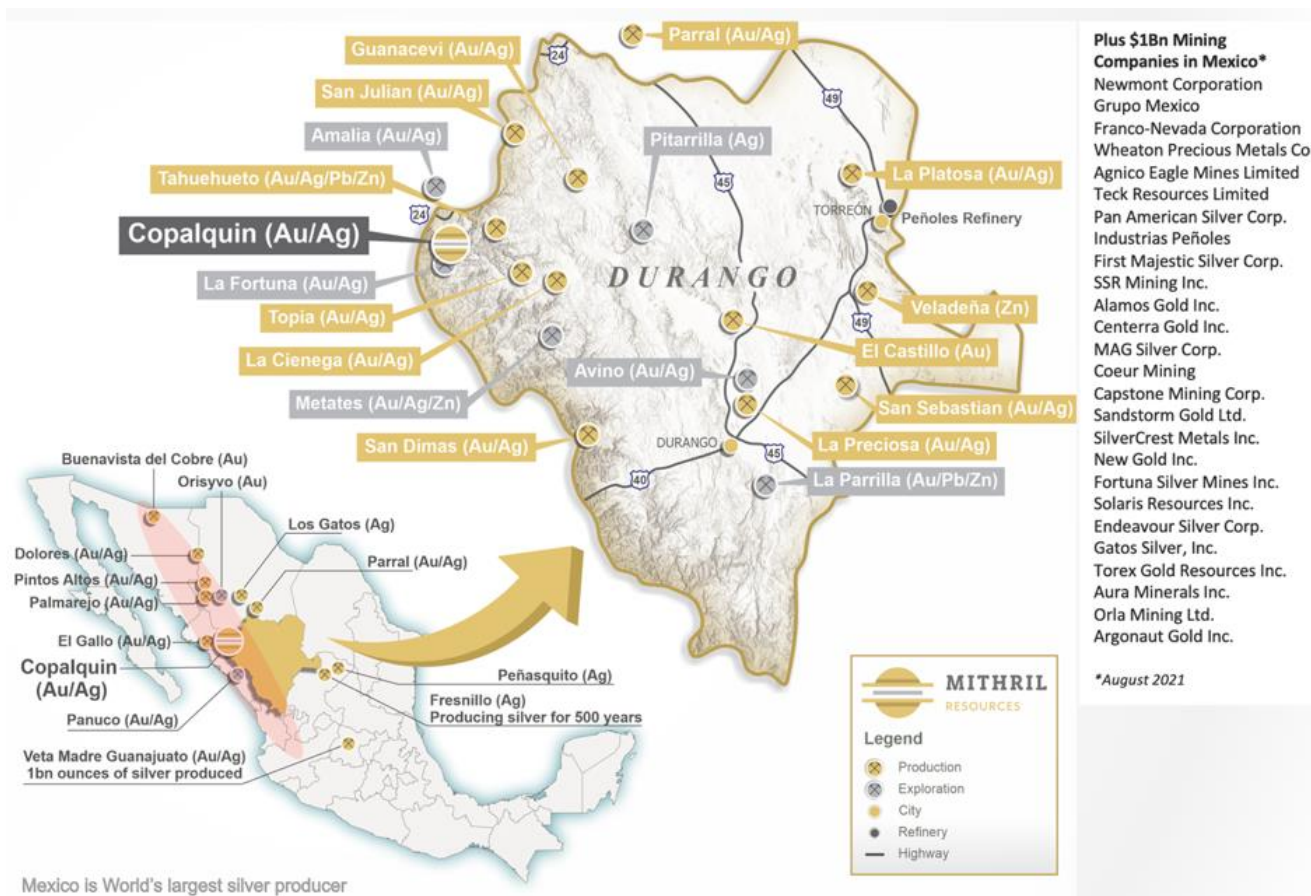 Parral (Au/Ag)
Guanacevi (Au/Ag)
24
San Julian (Au/Ag)
49
Amalia (Au/Ag)
Pitarrilla (Ag)
Tahuehueto (Au/Ag/Pb/Zn)
45
La Platosa (Au/Ag)
24
TORREÓN
Peñoles Refinery
Copalquin (Au/Ag)
La Fortuna (Au/Ag)
DURANGO
Topia (Au/Ag)
Veladeña (Zn)
49
La Cienega (Au/Ag)
El Castillo (Au)
Avino (Au/Ag)
Metates (Au/Ag/Zn)
San Sebastian (Au/Ag)
San Dimas (Au/Ag)
DURANGO
La Preciosa (Au/Ag)
45
40
La Parrilla (Au/Pb/Zn)
Buenavista del Cobre (Au)
Orisyvo (Au)
Los Gatos (Ag)
Dolores (Au/Ag)
Parral (Au/Ag)
Pintos Altos (Au/Ag)
Palmarejo (Au/Ag)
El Gallo (Au/Ag)
Copalquin
(Au/Ag)
Peñasquito (Ag)
Fresnillo (Ag)
Producing silver for 500 years
Panuco (Au/Ag)
Veta Madre Guanajuato (Au/Ag)
1bn ounces of silver produced
Mexico is World's largest silver producer
MITHRIL
RESOURCES
Legend
Production
Exploration
City
Refinery
Highway
Plus $1Bn Mining
Companies in Mexico*
Newmont Corporation
Grupo Mexico
Franco-Nevada Corporation
Wheaton Precious Metals Co
Agnico Eagle Mines Limited
Teck Resources Limited
Pan American Silver Corp.
Industrias Peñoles
First Majestic Silver Corp.
SSR Mining Inc.
Alamos Gold Inc.
Centerra Gold Inc.
MAG Silver Corp.
Coeur Mining
Capstone Mining Corp.
Sandstorm Gold Ltd.
SilverCrest Metals Inc.
New Gold Inc.
Fortuna Silver Mines Inc.
Solaris Resources Inc.
Endeavour Silver Corp.
Gatos Silver, Inc.
Torex Gold Resources Inc.
Aura Minerals Inc.
Orla Mining Ltd.
Argonaut Gold Inc.
*August 2021